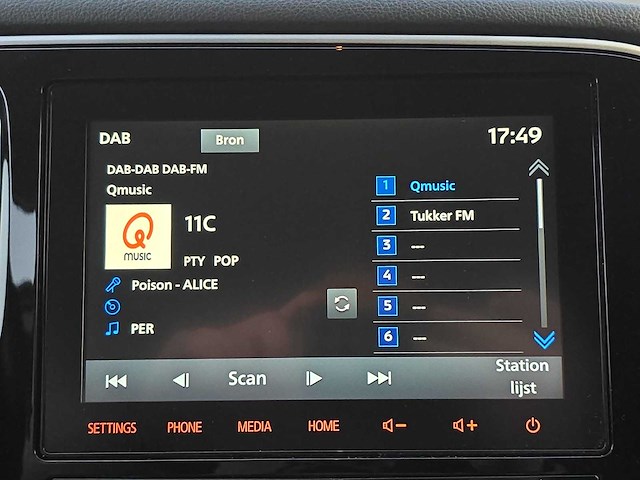 DAB
Bron
17:49
DAB-DAB DAB-FM
Qmusic
Q
MUSIC
11C
PTY POP
Poison - ALICE
PER
1 Qmusic
2 Tukker FM
3 ---
4 ---
5 ---
6 ---
Scan
Station
lijst
SETTINGS PHONE MEDIA HOME